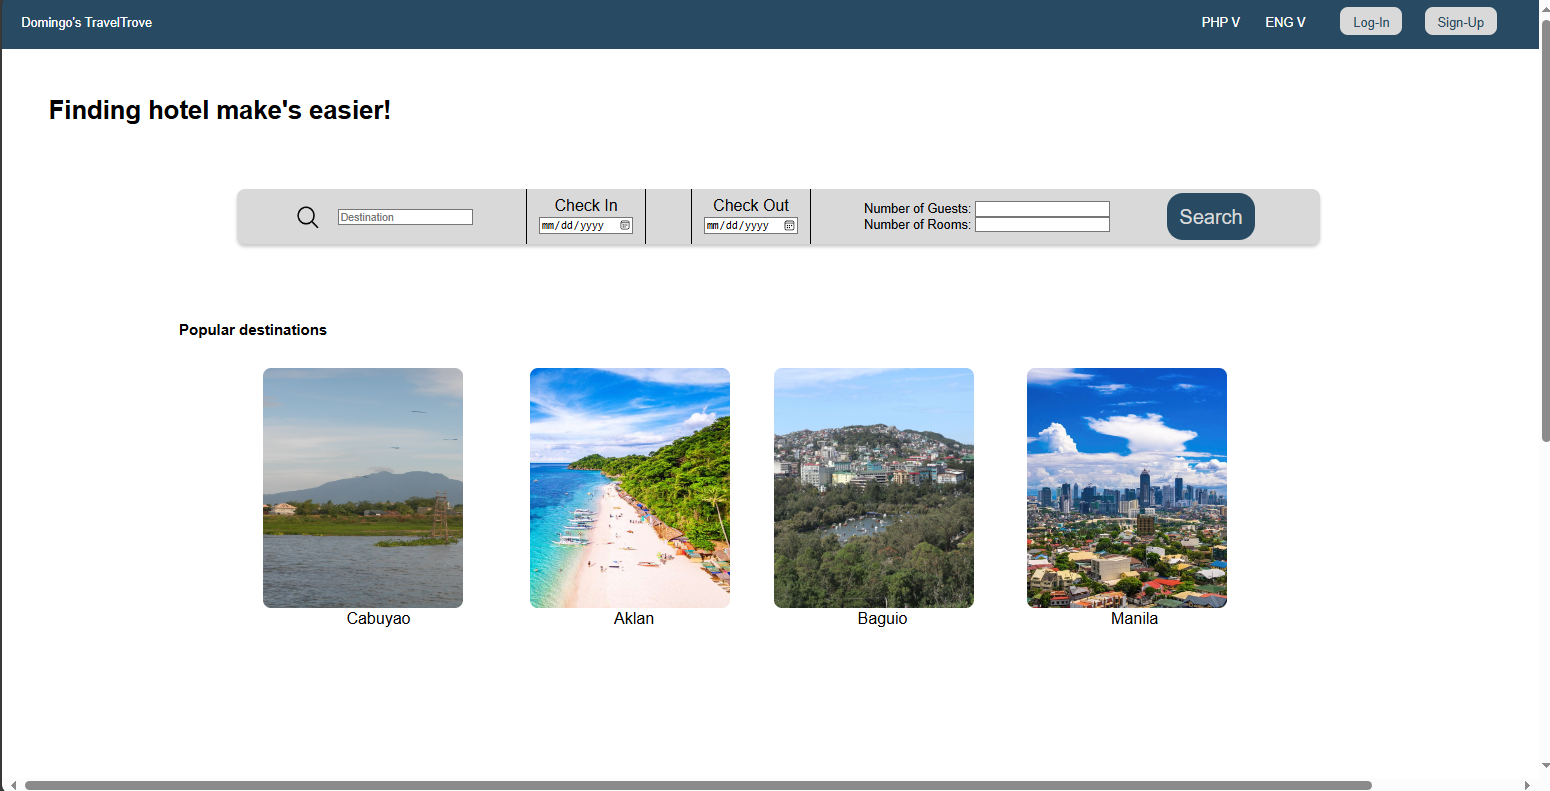 Domingo's TravelTrove PHP V ENG V Log-In Sign-Up
Finding hotel make's easier!
Check In Check Out
Destination mm/dd/yyyy mm/dd/yyyy
Number of Guests:
Number of Rooms:
Search
Popular destinations
Cabuyao Aklan Baguio Manila